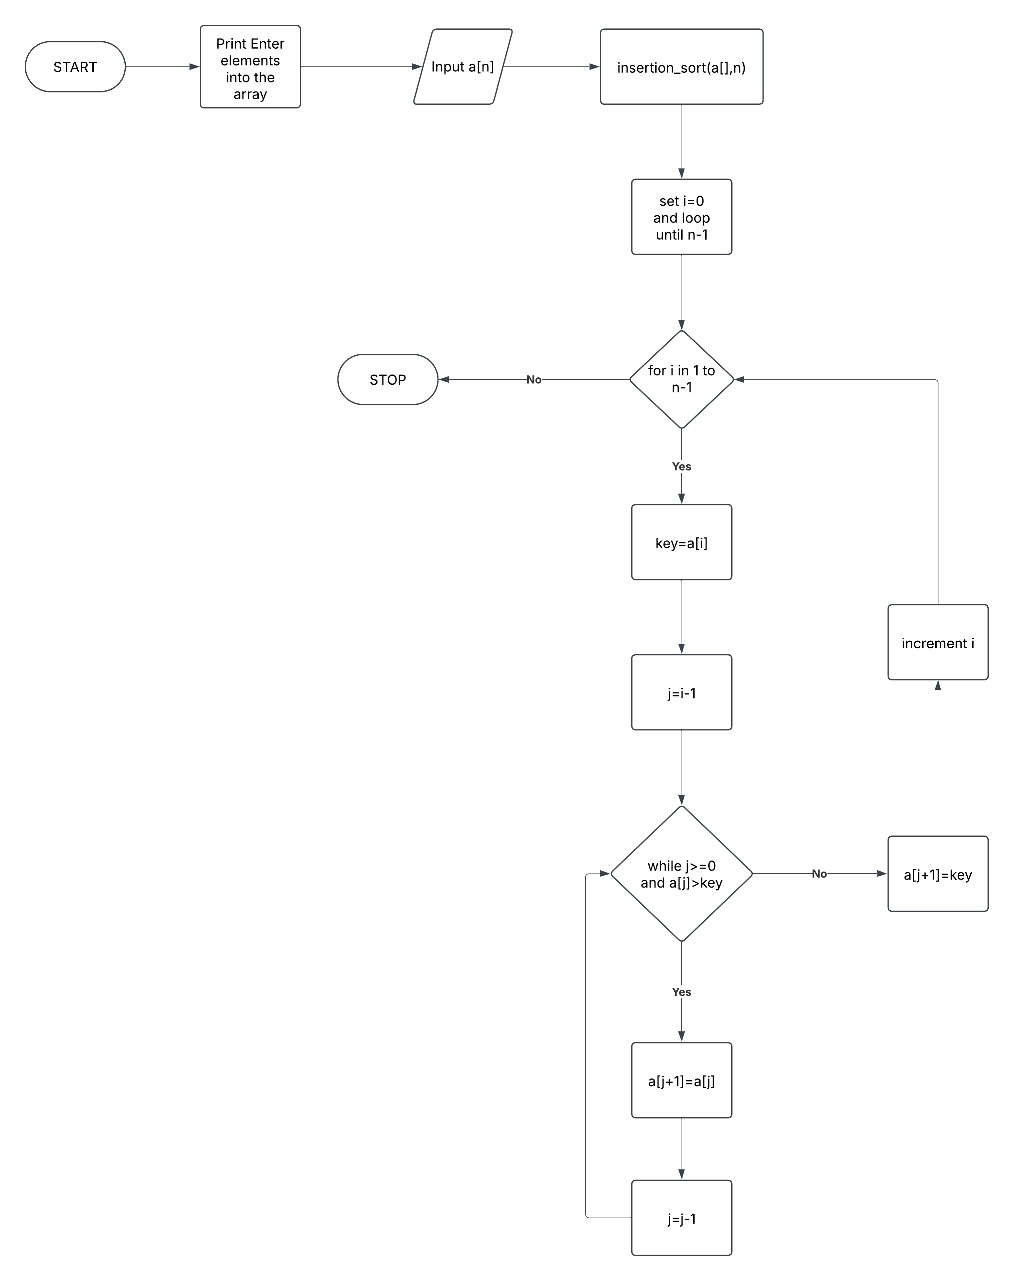 START
Print Enter
elements
into the
array
Input a[n]
insertion_sort(a[],n)
set i=0
and loop
until n-1
for i in 1 to
n-1
No
STOP
Yes
key=a[i]
increment i
j=i-1
while j>=0
and a[j]>key
No
a[j+1]=key
Yes
a[j+1]=a[j]
j=j-1